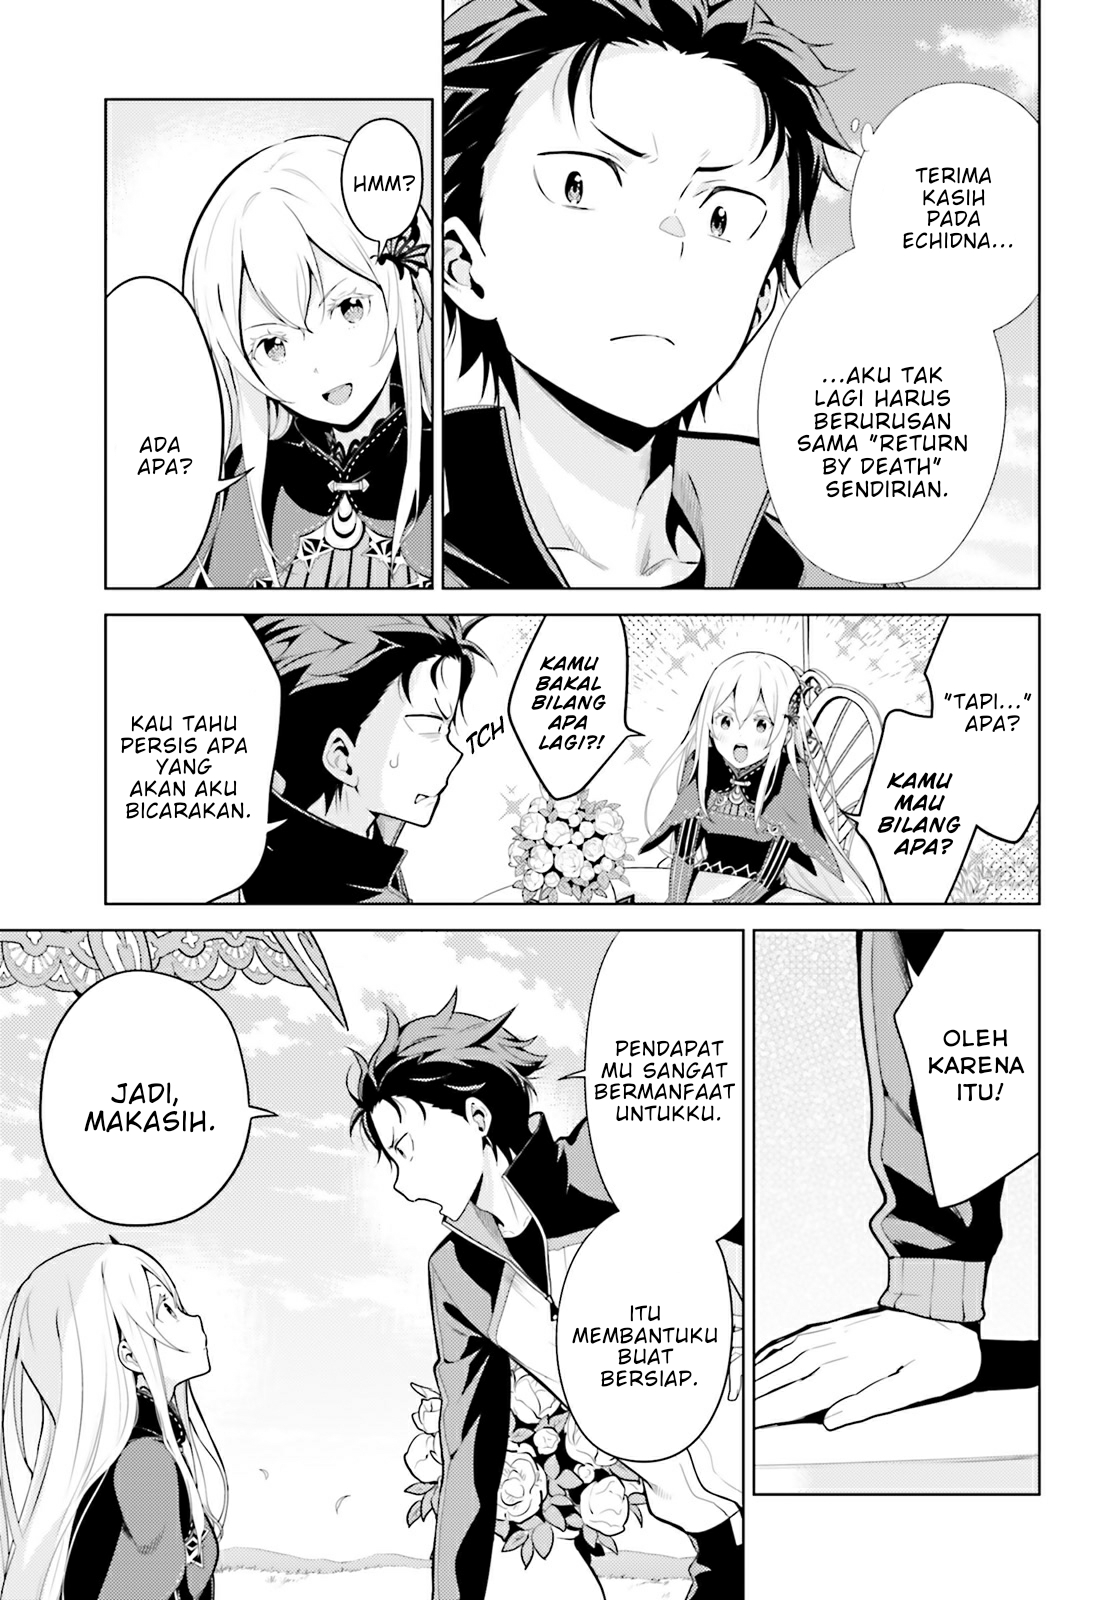 TERIMA
KASIH
PADA
ECHIDNA...
...AKU TAK
LAGI HARUS
BERURUSAN
SAMA "RETURN
BY DEATH"
SENDIRIAN.
HMM?
ADA
APA?
"TAPI..."
APA?
KAMU
MAU
BILANG
APA?
KAMU
BAKAL
BILANG
APA
LAGI?!
TCH
KAU TAHU
PERSIS APA
YANG
AKAN AKU
BICARAKAN.
OLEH
KARENA
ITU!
PENDAPAT
MU SANGAT
BERMANFAAT
UNTUKKU.
ITU
MEMBANTUKU
BUAT
BERSIAP.
JADI,
MAKASIH.